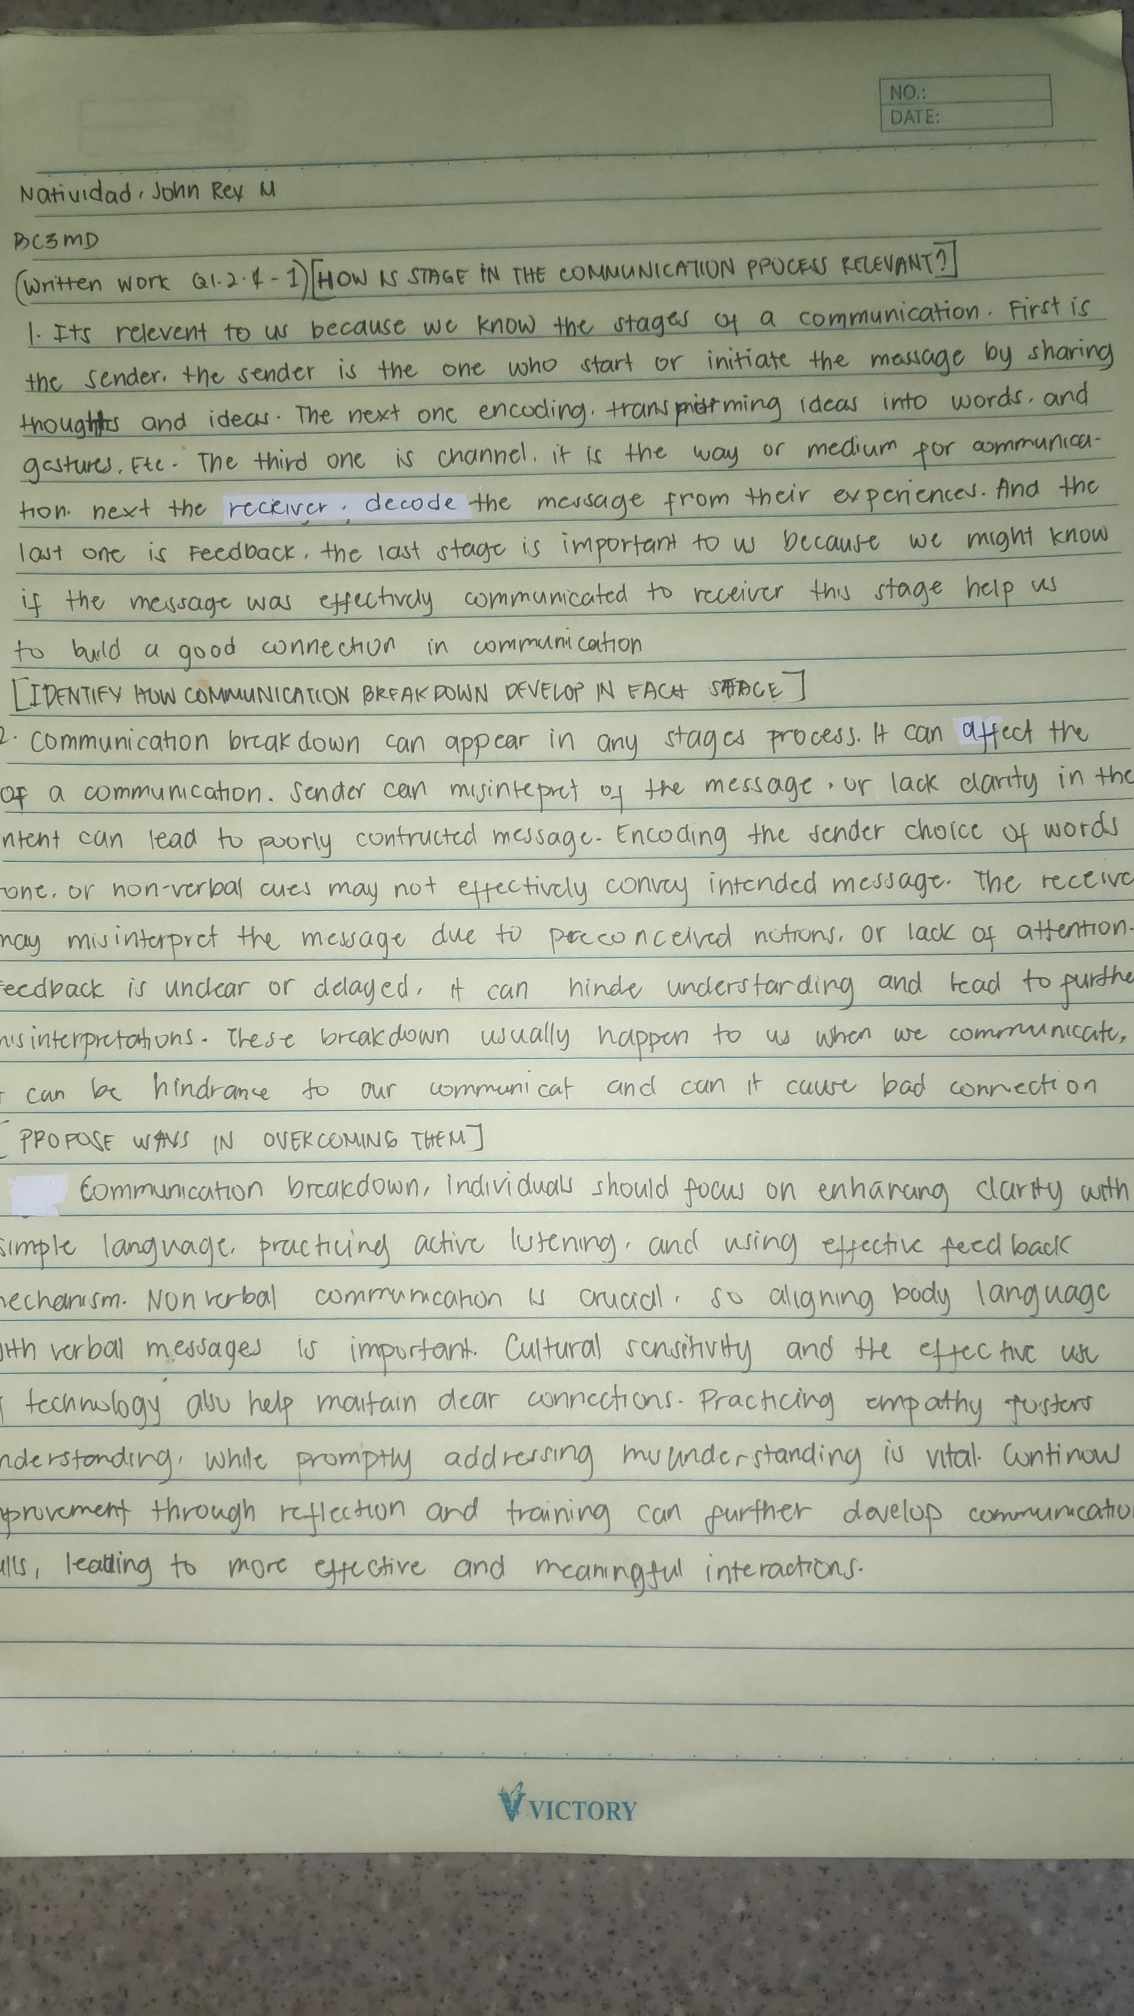 NO.:
DATE:
Natividad, John Rey M
BC3MD
(Written Work Q1.2.4-1) [HOW IS STAGE IN THE COMMUNICATION PROCESS RELEVANT?]
1. Its relevent to us because we know the stages of a communication. First is
the sender. the sender is the one who start or initiate the message by sharing
thoughts and ideas. The next one encoding. ideas into words, and
gestures, Etc. The third one is channel. it is the way or medium for communica-
tion. next the receiver, decode the message from their experiences. And the
last one is Feedback, the last stage is important to us because we might know
if the message was effectively communicated to receiver this stage help us
to build a good connection in communication
[IDENTIFY HOW COMMUNICATION BREAKDOWN DEVELOP IN EACH STAGE]
2. Communication breakdown can appear in any stages process. It can affect the
of a communication. Sender can misintepret of the message, or lack clarity in the
ntent can lead to poorly contructed message. Encoding the sender choice of words
one, or non-verbal cues may not effectively convey intended message. The receive
may misinterpret the message due to preconceived notions, or lack of attention.
eedback is unclear or delayed, it can hinde understanding and lead to furthe
misinterpretations. These breakdown usually happen to us when we communicate,
can be hindrance to our communicat and can it cause bad connection
[PROPOSE WAYS IN OVERCOMING THEM]
Communication breakdown, individuals should focus on enhancing clarity with
simple language, practicing active listening, and using effective feedback
mechanism. Nonverbal communication is crucial, so aligning body language
ith verbal messages is important. Cultural sensitivity and the effective use
technology also help maintain clear connections. Practicing empathy fosters
nderstanding, while promptly addressing misunderstanding is vital. Continous
provement through reflection and training can further develop communicatio
ills, leading to more effective and meaningful interactions.
VICTORY